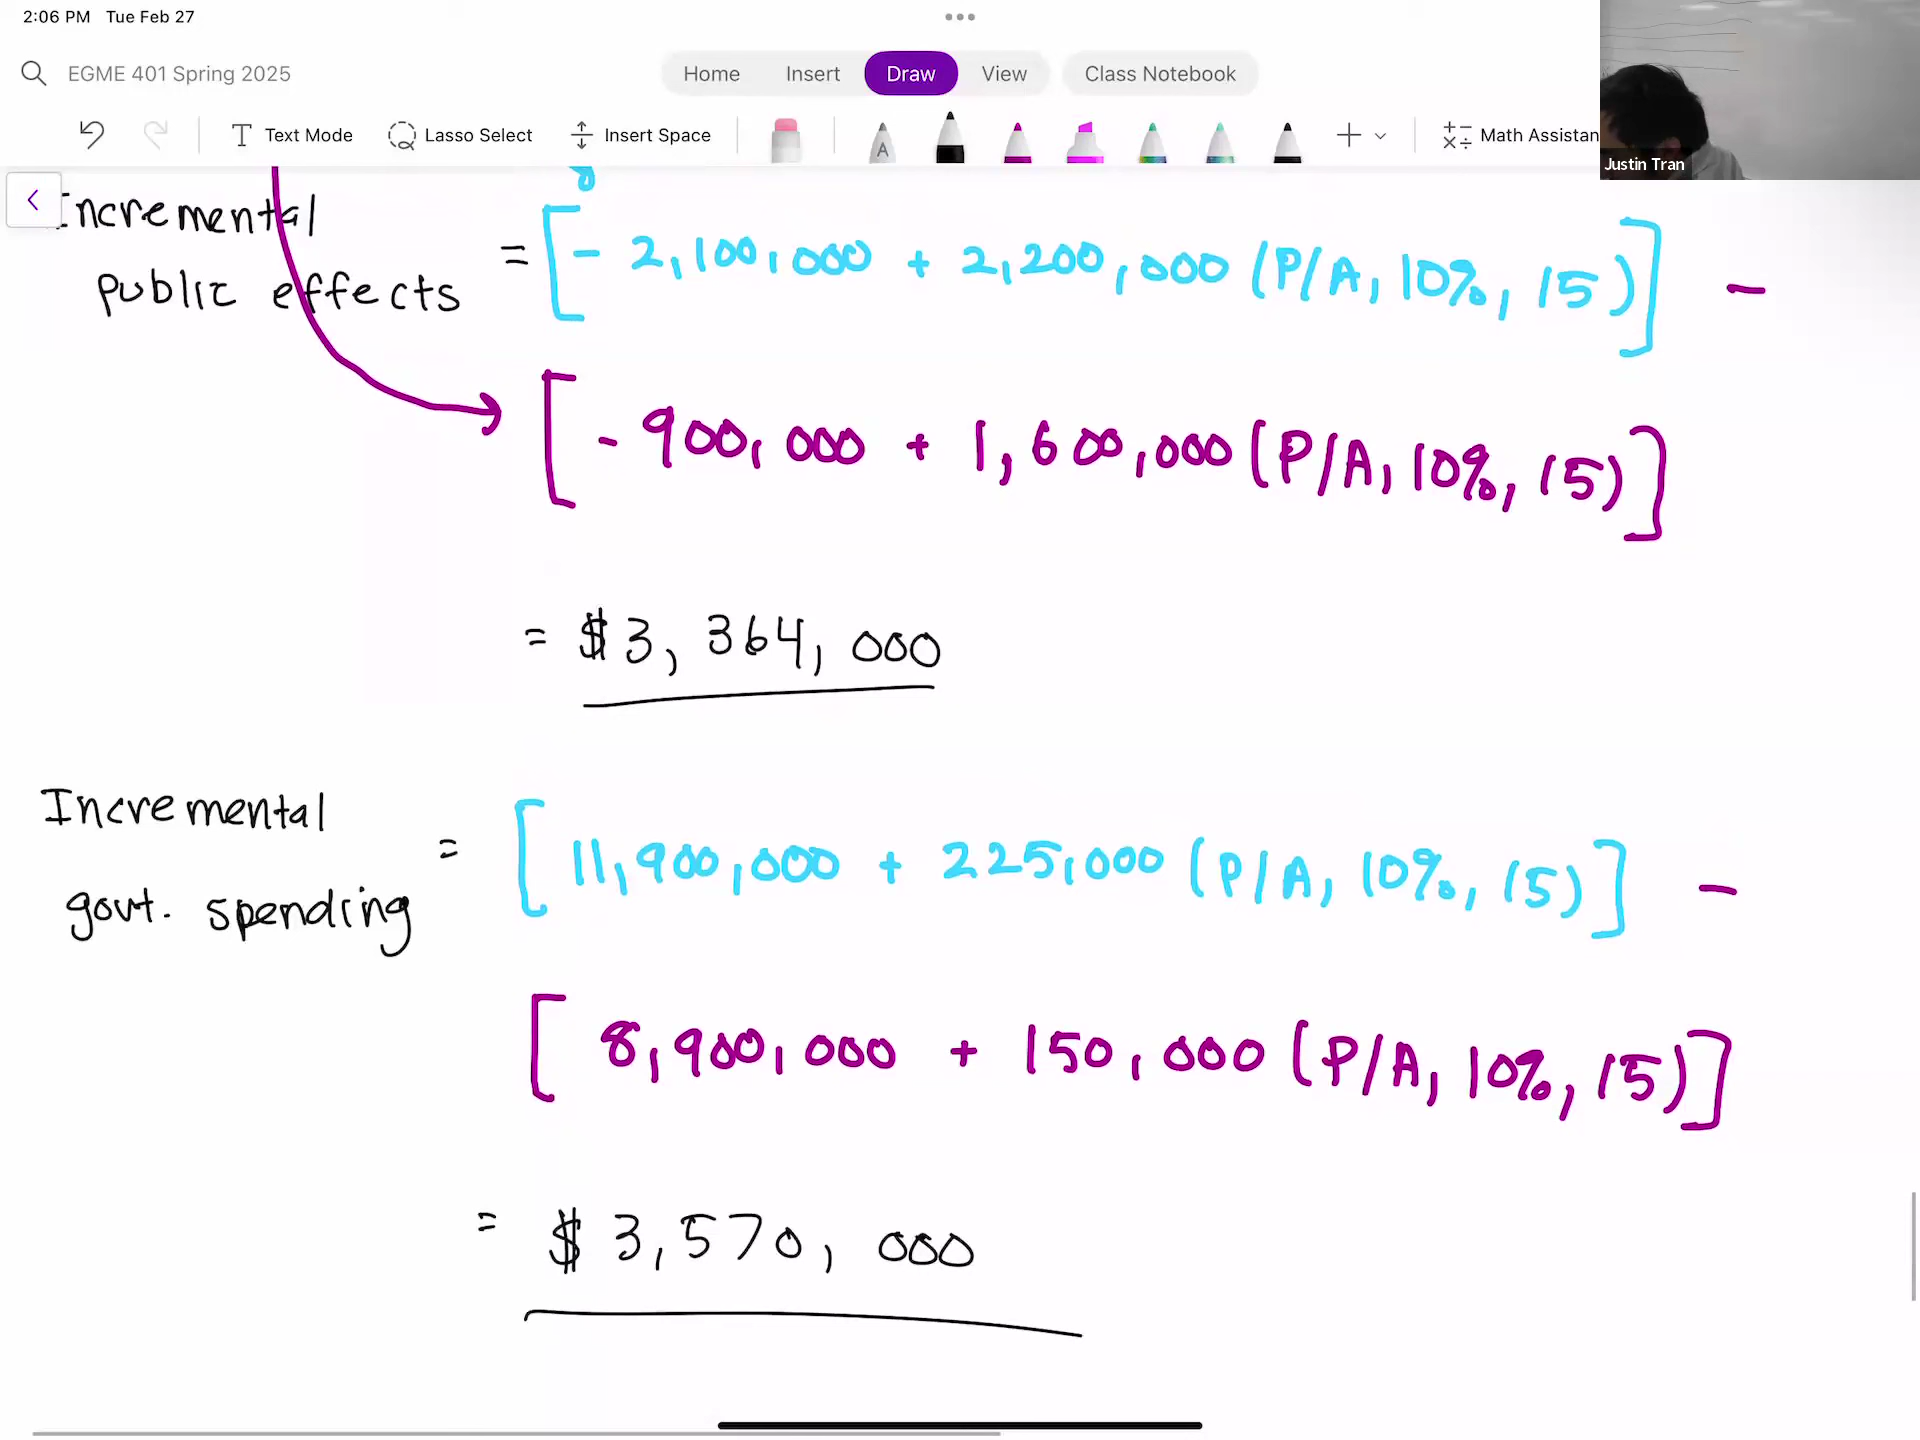 2:06 PM Tue Feb 27
EGME 401 Spring 2025
Home Insert Draw View Class Notebook
Text Mode Lasso Select Insert Space A Math Assistan
Justin Tran
Incremental
public effects
= [- 2,100,000 + 2,200,000 (P/A, 10%, 15)] -
[- 900,000 + 1,600,000 (P/A, 10%, 15)]
= $3,364,000
Incremental
govt. spending
= [11,900,000 + 225,000 (P/A, 10%, 15)] -
[8,900,000 + 150,000 (P/A, 10%, 15)]
= $3,570,000